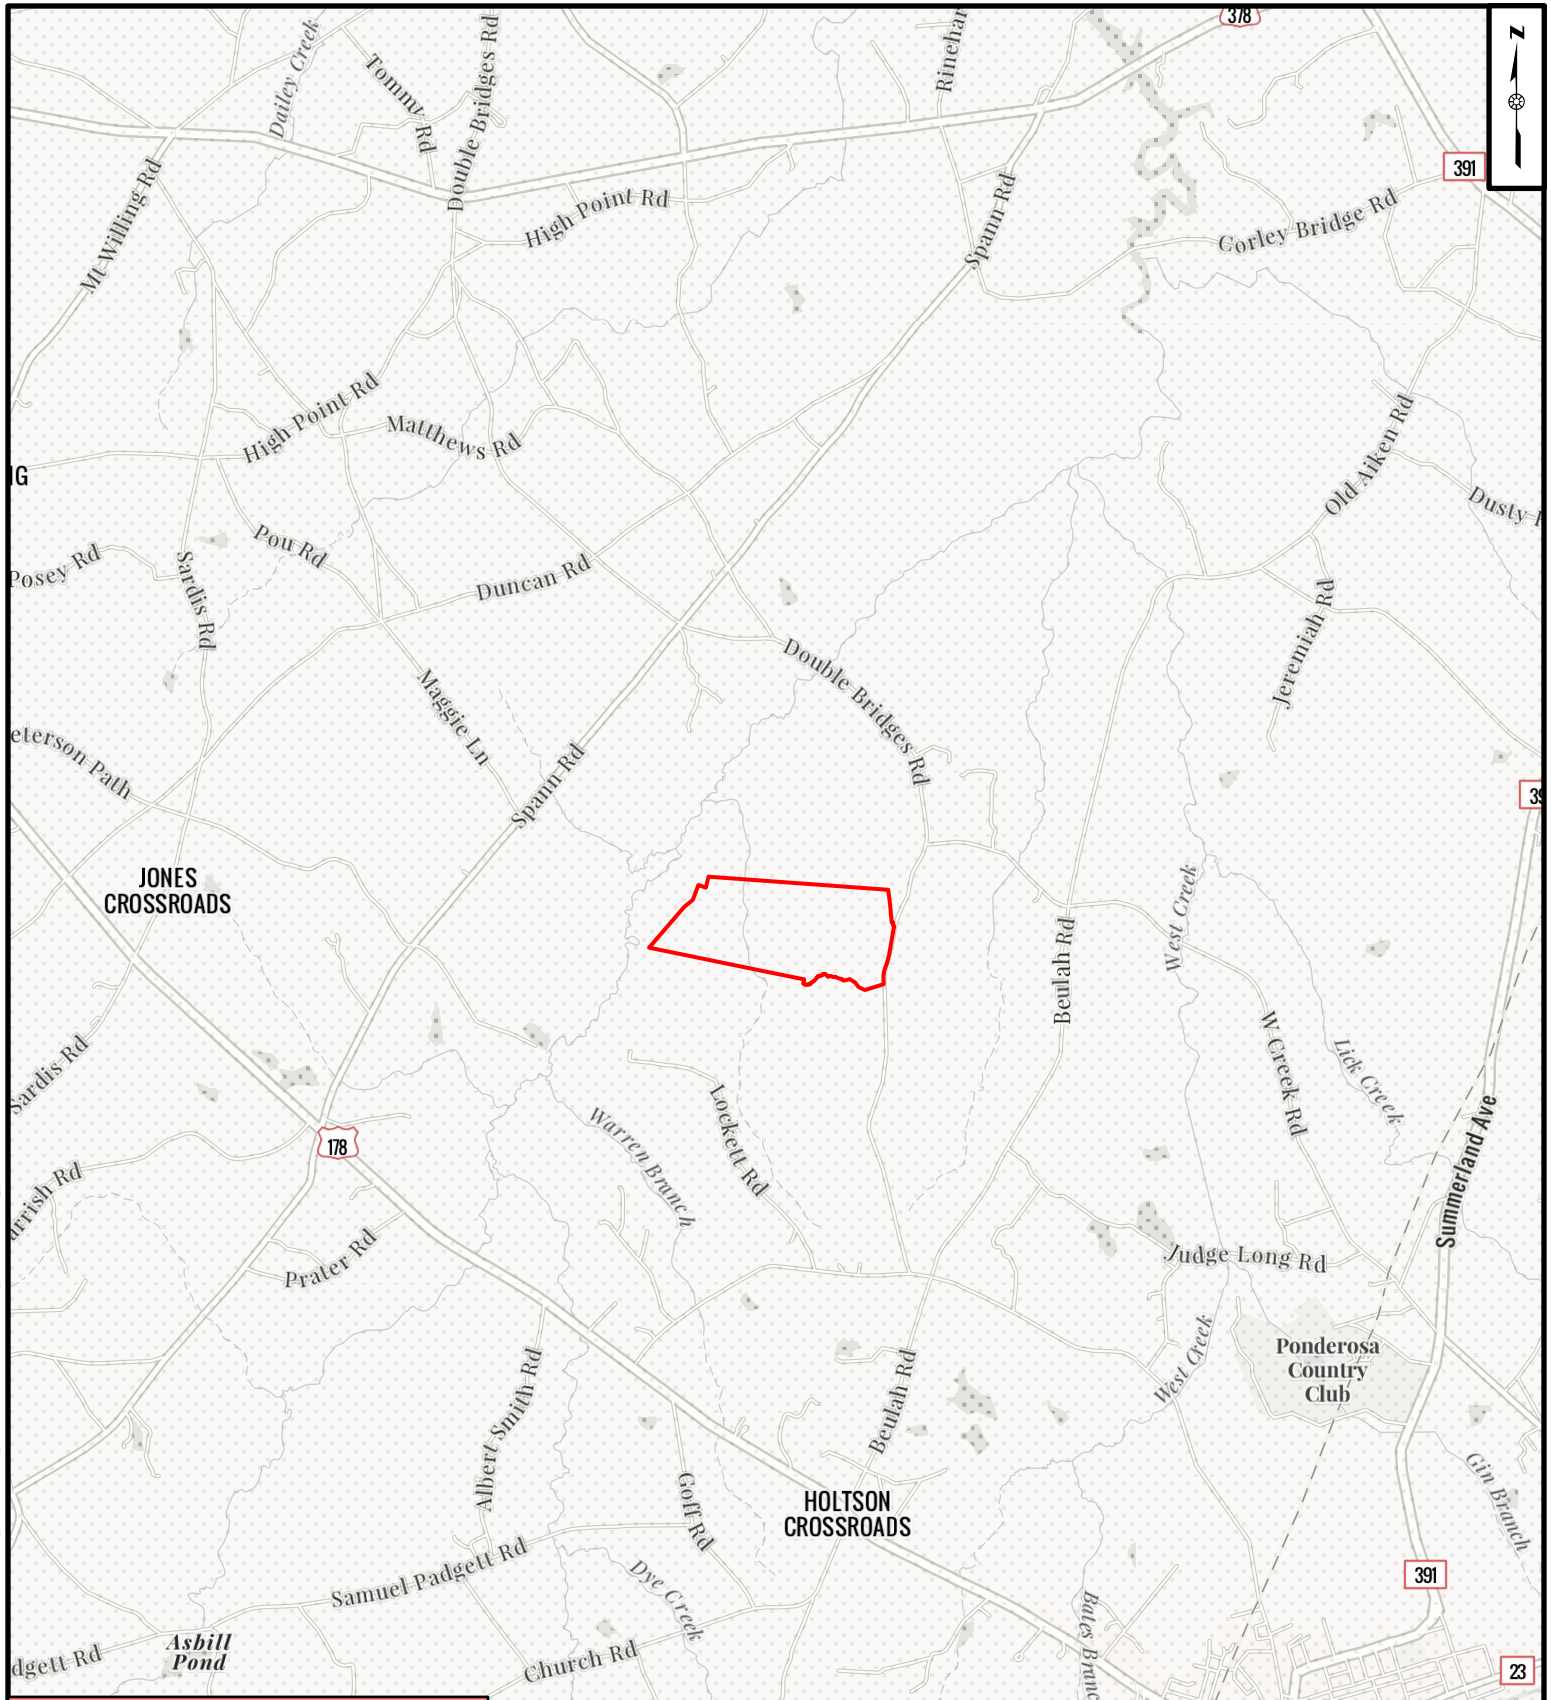 378
N
Dailey Creek
Tommy Rd
Double Bridges Rd
Rinehar
391
Mt Willing Rd
High Point Rd
Spann Rd
Corley Bridge Rd
High Point Rd
Matthews Rd
Old Aiken Rd
IG
Dusty
Pou Rd
Posey Rd
Sardis Rd
Duncan Rd
Jeremiah Rd
Double Bridges Rd
Maggie Ln
eterson Path
Spann Rd
39
JONES
CROSSROADS
West Creek
Beulah Rd
W Creek Rd
Lick Creek
Sardis Rd
Lockett Rd
Warren Branch
178
Summerland Ave
arrish Rd
Prater Rd
Judge Long Rd
West Creek
Ponderosa
Country
Club
Albert Smith Rd
Beulah Rd
Goff Rd
HOLTSON
CROSSROADS
Gin Branch
Samuel Padgett Rd
Dye Creek
391
Bates Branc
Asbill
Pond
dgett Rd
Church Rd
23